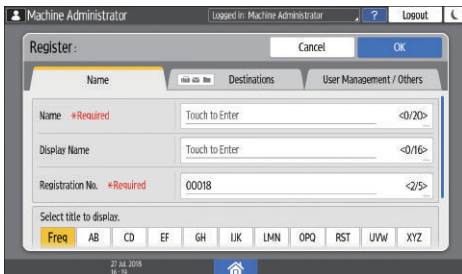 Machine Administrator Logged in: Machine Administrator ? Logout
Register : Cancel OK
Name Destinations User Management / Others
Name *Required Touch to Enter <0/20>
Display Name Touch to Enter <0/16>
Registration No. *Required 00018 <2/5>
Select title to display.
Freq AB CD EF GH IJK LMN OPQ RST UVW XYZ
27 Jul. 2018
16:19